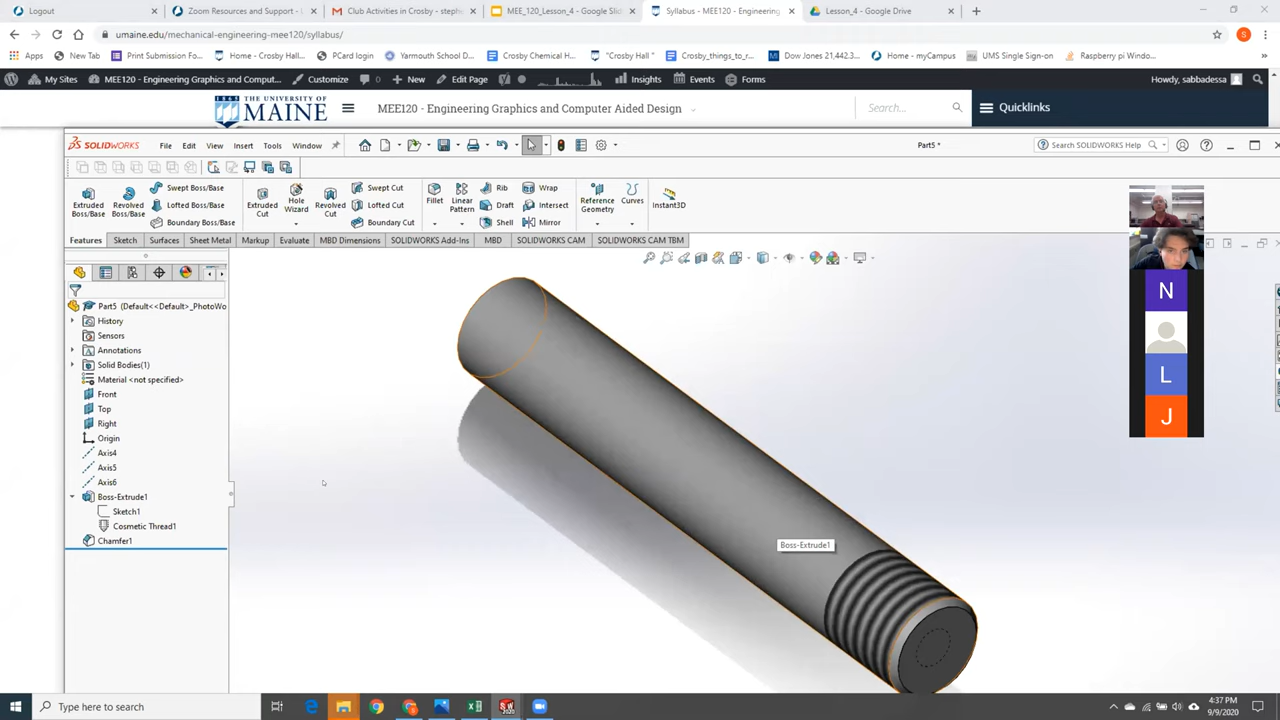 Logout
Zoom Resources and Support -
Club Activities in Crosby - steph
MEE_120_Lesson_4 - Google Slid
Syllabus - MEE120 - Engineering
Lesson_4 - Google Drive
umaine.edu/mechanical-engineering-mee120/syllabus/
S
Apps
New Tab
Print Submission Fo...
Home - Crosby Hall...
PCard login
Yarmouth School D...
Crosby Chemical H...
"Crosby Hall "
Crosby_things_to_r...
Dow Jones 21,442.3...
Home - myCampus
UMS Single Sign-on
Raspberry pi Windo...
My Sites
MEE120 - Engineering Graphics and Comput...
Customize
0
New
Edit Page
Insights
Events
Forms
Howdy, sabbadessa
THE UNIVERSITY OF
MAINE
MEE120 - Engineering Graphics and Computer Aided Design
Search...
Quicklinks
SOLIDWORKS
File
Edit
View
Insert
Tools
Window
Part5 *
Search SOLIDWORKS Help
Extruded Boss/Base
Revolved Boss/Base
Swept Boss/Base
Lofted Boss/Base
Boundary Boss/Base
Extruded Cut
Hole Wizard
Revolved Cut
Swept Cut
Lofted Cut
Boundary Cut
Fillet
Linear Pattern
Rib
Draft
Shell
Wrap
Intersect
Mirror
Reference Geometry
Curves
Instant3D
Features
Sketch
Surfaces
Sheet Metal
Markup
Evaluate
MBD Dimensions
SOLIDWORKS Add-Ins
MBD
SOLIDWORKS CAM
SOLIDWORKS CAM TBM
Part5 (Default<<Default>_PhotoWo
History
Sensors
Annotations
Solid Bodies(1)
Material <not specified>
Front
Top
Right
Origin
Axis4
Axis5
Axis6
Boss-Extrude1
Sketch1
Cosmetic Thread1
Chamfer1
Boss-Extrude1
N
L
J
Type here to search
4:37 PM
9/9/2020